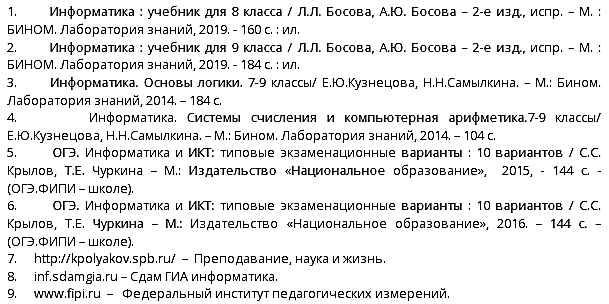 1. Информатика : учебник для 8 класса / Л.Л. Босова, А.Ю. Босова – 2-е изд., испр. – М. :
БИНОМ. Лаборатория знаний, 2019. - 160 с. : ил.
2. Информатика : учебник для 9 класса / Л.Л. Босова, А.Ю. Босова – 2-е изд., испр. – М. :
БИНОМ. Лаборатория знаний, 2019. - 184 с. : ил.
3. Информатика. Основы логики. 7-9 классы/ Е.Ю.Кузнецова, Н.Н.Самылкина. – М.: Бином.
Лаборатория знаний, 2014. – 184 с.
4. Информатика. Системы счисления и компьютерная арифметика.7-9 классы/
Е.Ю.Кузнецова, Н.Н.Самылкина. – М.: Бином. Лаборатория знаний, 2014. – 104 с.
5. ОГЭ. Информатика и ИКТ: типовые экзаменационные варианты : 10 вариантов / С.С.
Крылов, Т.Е. Чуркина – М.: Издательство «Национальное образование», 2015, - 144 с. -
(ОГЭ.ФИПИ – школе).
6. ОГЭ. Информатика и ИКТ: типовые экзаменационные варианты : 10 вариантов / С.С.
Крылов, Т.Е. Чуркина – М.: Издательство «Национальное образование», 2016. – 144 с. –
(ОГЭ.ФИПИ – школе).
7. http://kpolyakov.spb.ru/ – Преподавание, наука и жизнь.
8. inf.sdamgia.ru – Сдам ГИА информатика.
9. www.fipi.ru – Федеральный институт педагогических измерений.